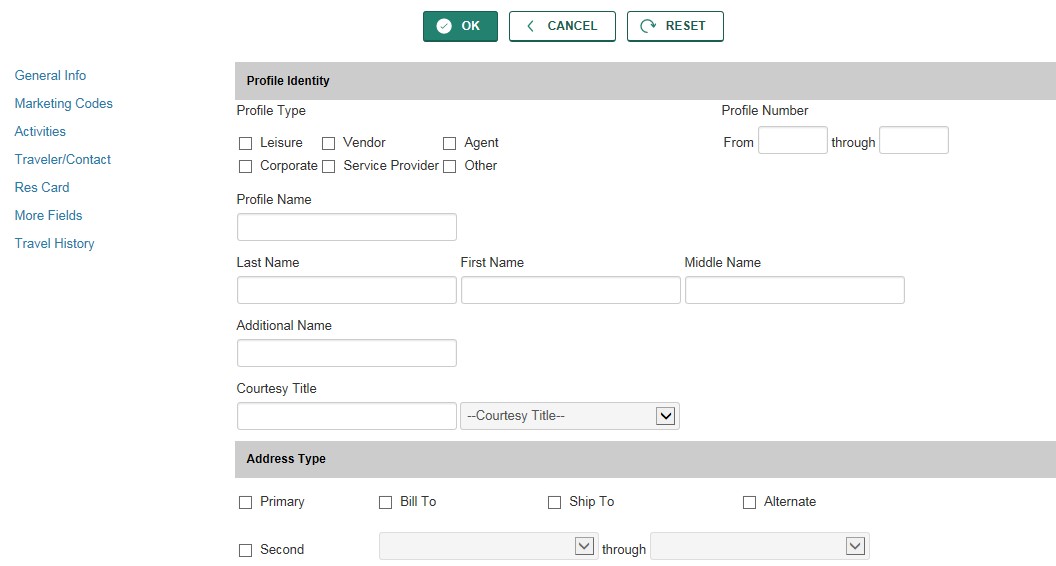 OK CANCEL RESET
General Info
Marketing Codes
Activities
Traveler/Contact
Res Card
More Fields
Travel History
Profile Identity
Profile Type Profile Number
Leisure Vendor Agent From through
Corporate Service Provider Other
Profile Name
Last Name First Name Middle Name
Additional Name
Courtesy Title
--Courtesy Title--
Address Type
Primary Bill To Ship To Alternate
Second through